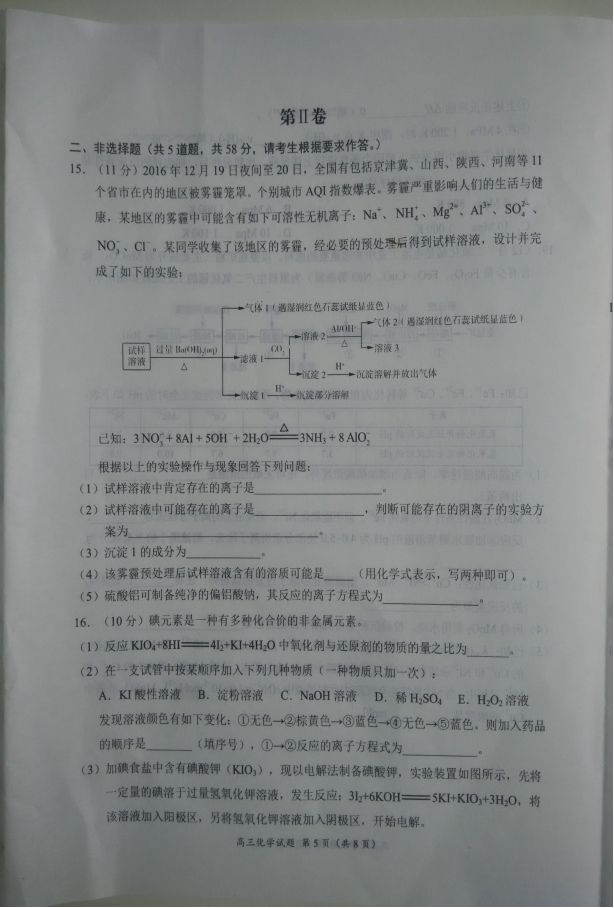 第Ⅱ卷
二、非选择题（共5道题，共58分，请考生根据要求作答。）
15．（11分）2016年12月19日夜间至20日，全国有包括京津冀、山西、陕西、河南等11
个省市在内的地区被雾霾笼罩。个别城市AQI指数爆表。雾霾严重影响人们的生活与健
康，某地区的雾霾中可能含有如下可溶性无机离子：Na⁺、NH₄⁺、Mg²⁺、Al³⁺、SO₄²⁻、
NO₃⁻、Cl⁻。某同学收集了该地区的雾霾，经必要的预处理后得到试样溶液，设计并完
成了如下的实验：
气体1（遇湿润红色石蕊试纸显蓝色）
试样溶液 过量Ba(OH)₂(aq) △
滤液1 CO₂
溶液2 Al/OH⁻ △
气体2（遇湿润红色石蕊试纸显蓝色）
溶液3
沉淀2 H⁺ 沉淀溶解并放出气体
沉淀1 H⁺ 沉淀部分溶解
已知：3NO₃⁻+8Al+5OH⁻+2H₂O══△══3NH₃+8AlO₂⁻
根据以上的实验操作与现象回答下列问题：
（1）试样溶液中肯定存在的离子是______。
（2）试样溶液中可能存在的阴离子是______，判断可能存在的阴离子的实验方
案为______。
（3）沉淀1的成分为______。
（4）该雾霾预处理后试样溶液含有的溶质可能是____（用化学式表示，写两种即可）。
（5）硫酸铝可制备纯净的偏铝酸钠，其反应的离子方程式为______。
16．（10分）碘元素是一种有多种化合价的非金属元素。
（1）反应KIO₄+8HI══4I₂+KI+4H₂O中氧化剂与还原剂的物质的量之比为____。
（2）在一支试管中按某顺序加入下列几种物质（一种物质只加一次）：
A．KI酸性溶液 B．淀粉溶液 C．NaOH溶液 D．稀H₂SO₄ E．H₂O₂溶液
发现溶液颜色有如下变化：①无色→②棕黄色→③蓝色→④无色→⑤蓝色。则加入药品
的顺序是______（填序号），①→②反应的离子方程式为______。
（3）加碘食盐中含有碘酸钾（KIO₃），现以电解法制备碘酸钾，实验装置如图所示，先将
一定量的碘溶于过量氢氧化钾溶液，发生反应：3I₂+6KOH══5KI+KIO₃+3H₂O，将
该溶液加入阳极区，另将氢氧化钾溶液加入阴极区，开始电解。
高三化学试题 第5页（共8页）